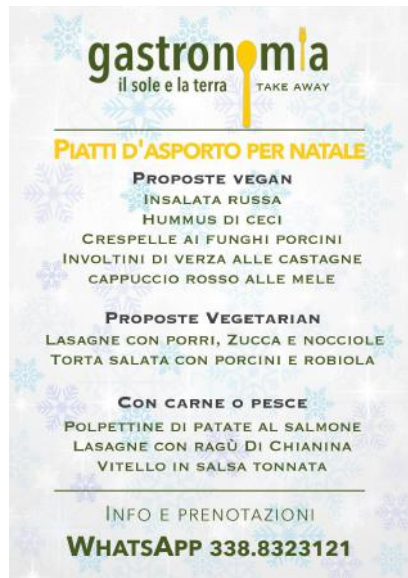 gastronomia
il sole e la terra TAKE AWAY
PIATTI D'ASPORTO PER NATALE
PROPOSTE VEGAN
INSALATA RUSSA
HUMMUS DI CECI
CRESPELLE AI FUNGHI PORCINI
INVOLTINI DI VERZA ALLE CASTAGNE
CAPPUCCIO ROSSO ALLE MELE
PROPOSTE VEGETARIAN
LASAGNE CON PORRI, ZUCCA E NOCCIOLE
TORTA SALATA CON PORCINI E ROBIOLA
CON CARNE O PESCE
POLPETTINE DI PATATE AL SALMONE
LASAGNE CON RAGÙ DI CHIANINA
VITELLO IN SALSA TONNATA
INFO E PRENOTAZIONI
WHATSAPP 338.8323121